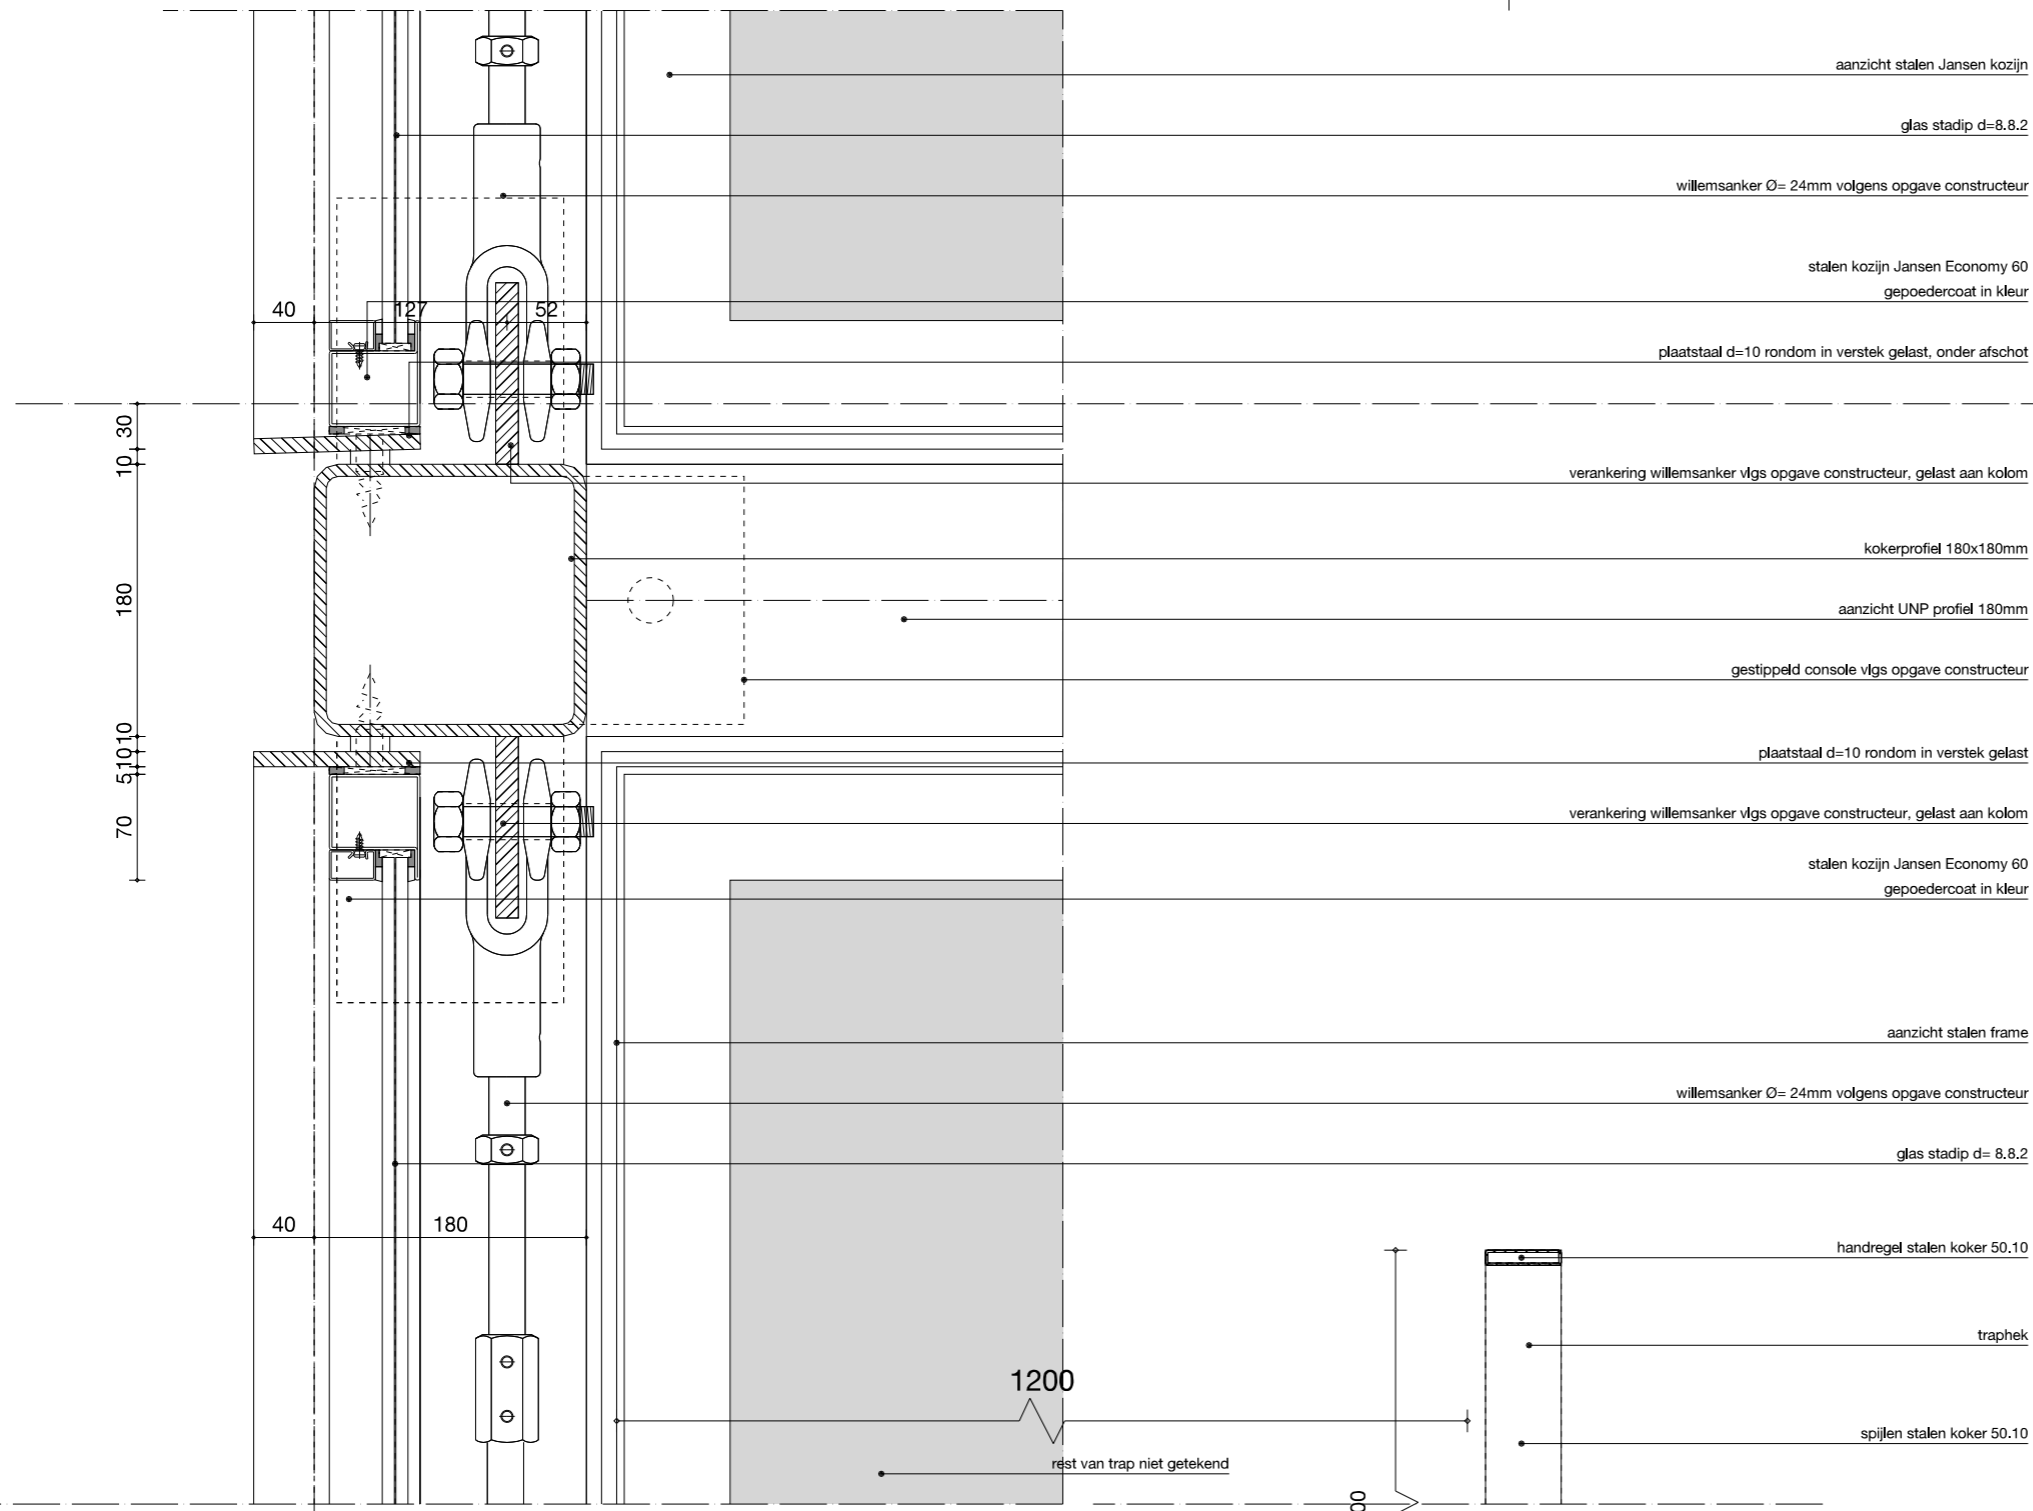 aanzicht stalen Jansen kozijn
glas stadip d=8.8.2
willemsanker Ø= 24mm volgens opgave constructeur
stalen kozijn Jansen Economy 60
gepoedercoat in kleur
40
127
52
plaatstaal d=10 rondom in verstek gelast, onder afschot
30
10
verankering willemsanker vlgs opgave constructeur, gelast aan kolom
kokerprofiel 180x180mm
180
aanzicht UNP profiel 180mm
gestippeld console vlgs opgave constructeur
10
10
5
plaatstaal d=10 rondom in verstek gelast
70
verankering willemsanker vlgs opgave constructeur, gelast aan kolom
stalen kozijn Jansen Economy 60
gepoedercoat in kleur
aanzicht stalen frame
willemsanker Ø= 24mm volgens opgave constructeur
glas stadip d= 8.8.2
40
180
handregel stalen koker 50.10
traphek
1200
spijlen stalen koker 50.10
rest van trap niet getekend